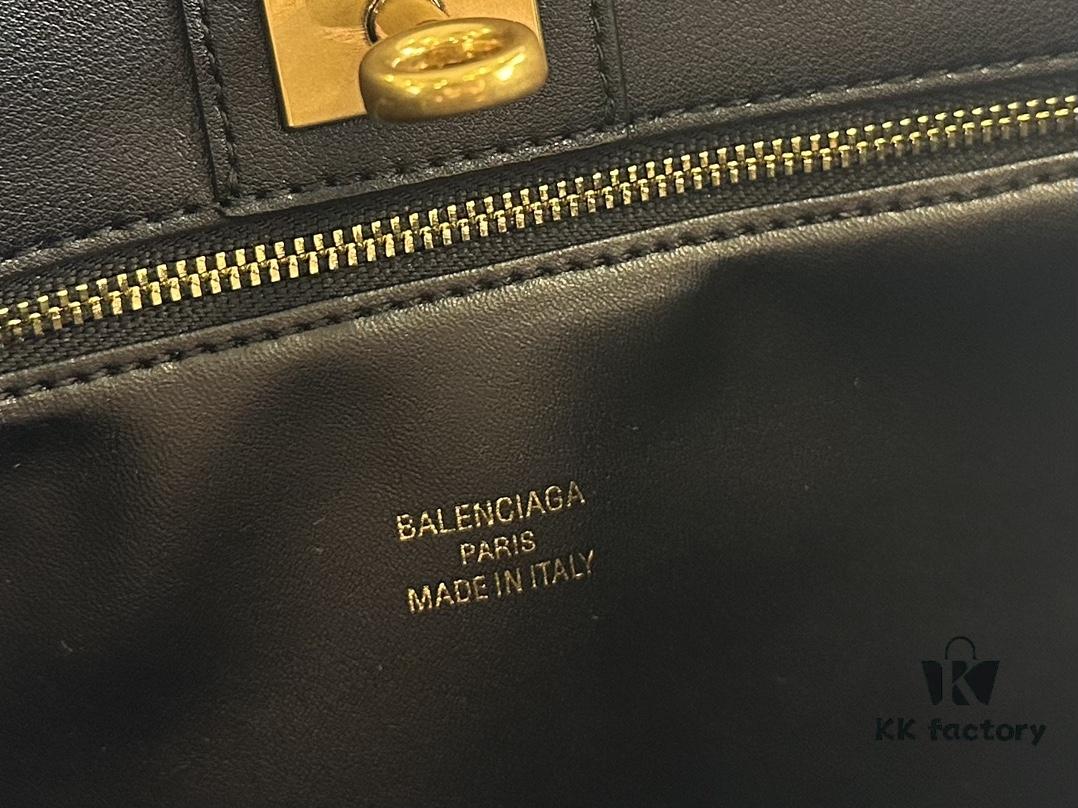 BALENCIAGA
PARIS
MADE IN ITALY
K
KK factory